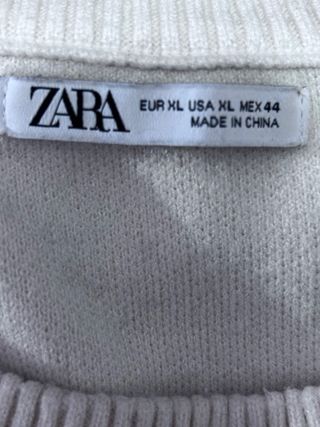 ZARA
EUR XL USA XL MEX 44
MADE IN CHINA